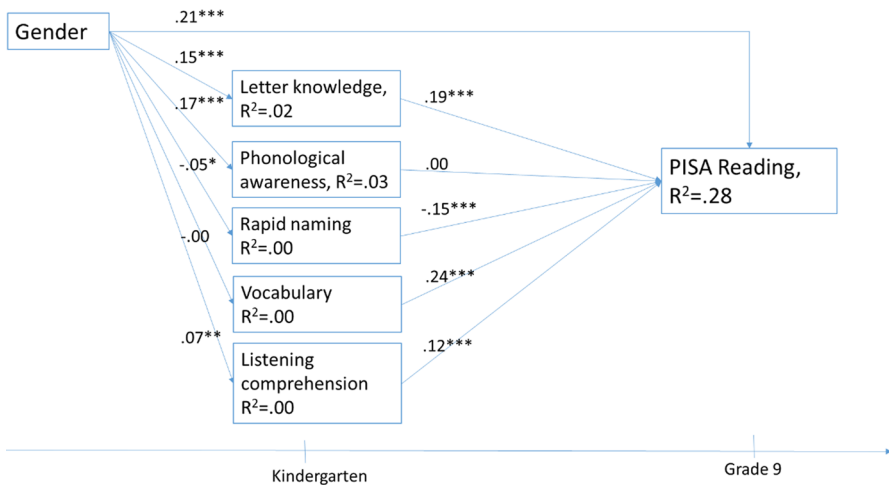 Gender
.21***
.15***
.17***
-.05*
-.00
.07**
Letter knowledge,
R²=.02
Phonological
awareness, R²=.03
Rapid naming
R²=.00
Vocabulary
R²=.00
Listening
comprehension
R²=.00
.19***
.00
-.15***
.24***
.12***
PISA Reading,
R²=.28
Kindergarten
Grade 9